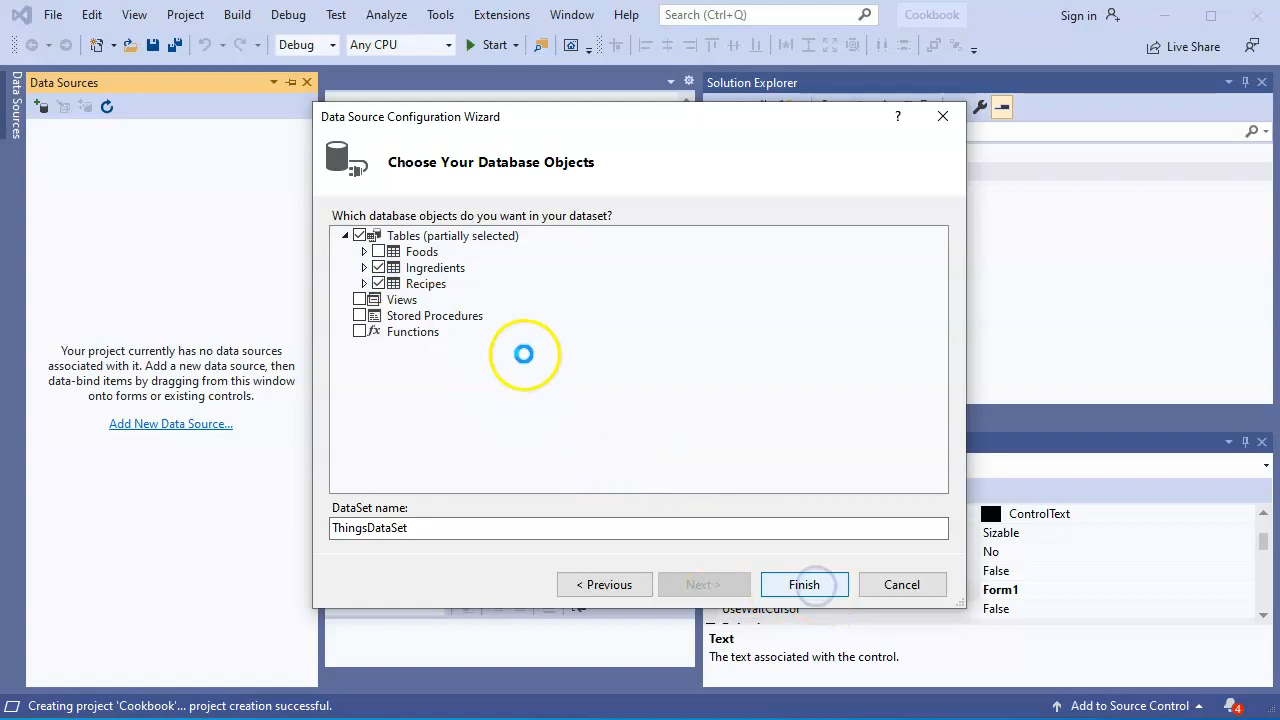 File Edit View Project Build Debug Test Analyze Tools Extensions Window Help Search (Ctrl+Q) Cookbook Sign in
Debug Any CPU Start Live Share
Data Sources
Data Sources
Solution Explorer
Data Source Configuration Wizard ?
Choose Your Database Objects
Which database objects do you want in your dataset?
Tables (partially selected)
Foods
Ingredients
Recipes
Views
Stored Procedures
fx Functions
Your project currently has no data sources
associated with it. Add a new data source, then
data-bind items by dragging from this window
onto forms or existing controls.
Add New Data Source...
DataSet name:
ThingsDataSet
< Previous Next > Finish Cancel
ControlText
Sizable
No
False
Form1
UseWaitCursor False
Text
The text associated with the control.
Creating project 'Cookbook'... project creation successful. Add to Source Control 4